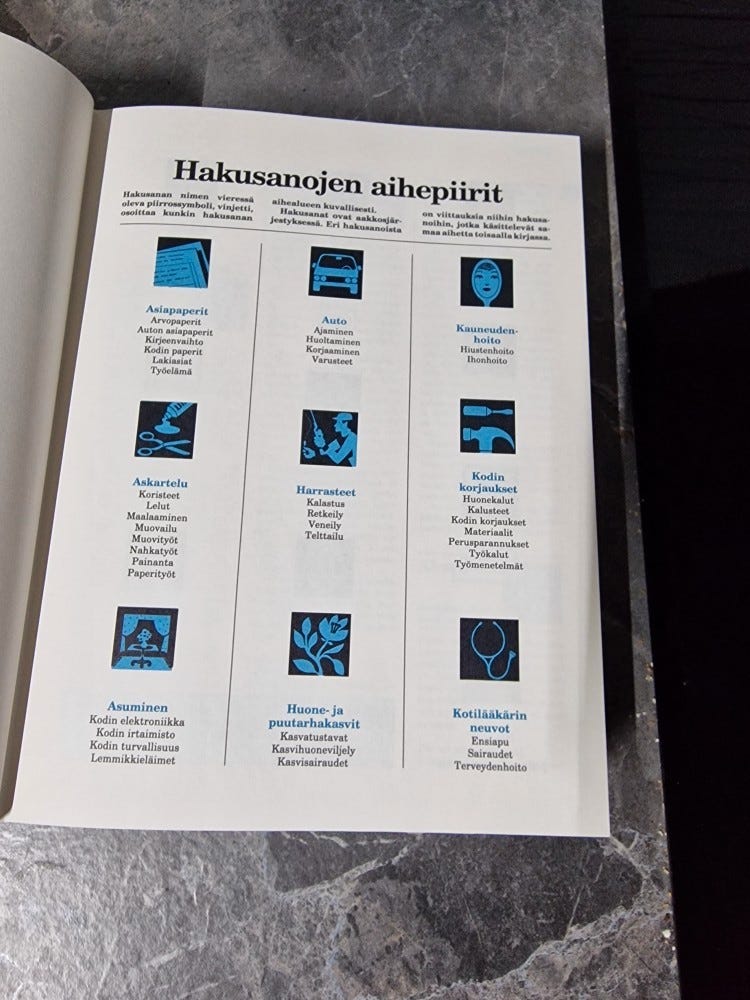 Hakusanojen aihepiirit
Hakusanan nimen vieressä
oleva piirrossymboli, vinjetti,
osoittaa kunkin hakusanan
aihealueen kuvallisesti.
Hakusanat ovat aakkosjär-
jestyksessä. Eri hakusanoista
on viittauksia niihin hakusa-
noihin, jotka käsittelevät sa-
maa aihetta toisaalla kirjassa.
Asiapaperit
Arvopaperit
Auton asiapaperit
Kirjeenvaihto
Kodin paperit
Lakiasiat
Työelämä
Askartelu
Koristeet
Lelut
Maalaaminen
Muovailu
Muovityöt
Nahkatyöt
Painanta
Paperityöt
Asuminen
Kodin elektroniikka
Kodin irtaimisto
Kodin turvallisuus
Lemmikkieläimet
Auto
Ajaminen
Huoltaminen
Korjaaminen
Varusteet
Harrasteet
Kalastus
Retkeily
Veneily
Telttailu
Huone- ja
puutarhakasvit
Kasvatustavat
Kasvihuoneviljely
Kasvisairaudet
Kauneuden-
hoito
Hiustenhoito
Ihonhoito
Kodin
korjaukset
Huonekalut
Kalusteet
Kodin korjaukset
Materiaalit
Perusparannukset
Työkalut
Työmenetelmät
Kotilääkärin
neuvot
Ensiapu
Sairaudet
Terveydenhoito